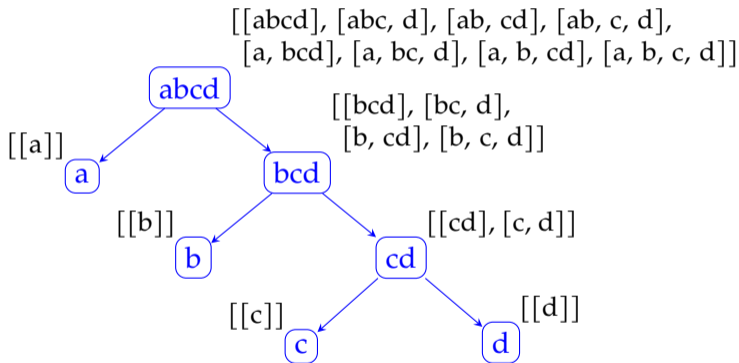 [[abcd], [abc, d], [ab, cd], [ab, c, d],
[a, bcd], [a, bc, d], [a, b, cd], [a, b, c, d]]
abcd
[[bcd], [bc, d],
[b, cd], [b, c, d]]
[[a]]
a
bcd
[[b]]
[[cd], [c, d]]
b
cd
[[c]]
[[d]]
c
d